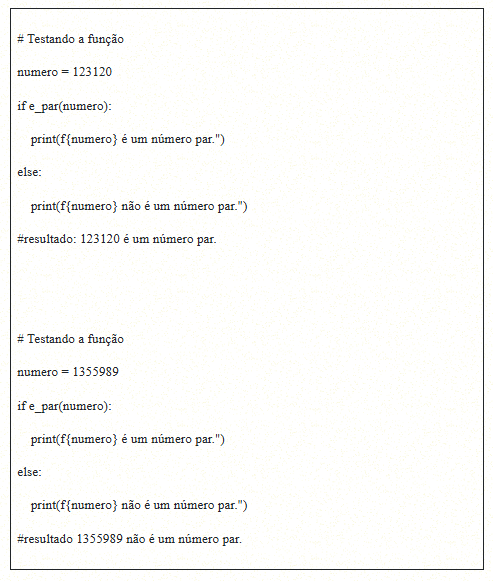 # Testando a função
numero = 123120
if e_par(numero):
    print(f{numero} é um número par.")
else:
    print(f{numero} não é um número par.")
#resultado: 123120 é um número par.
# Testando a função
numero = 1355989
if e_par(numero):
    print(f{numero} é um número par.")
else:
    print(f{numero} não é um número par.")
#resultado 1355989 não é um número par.